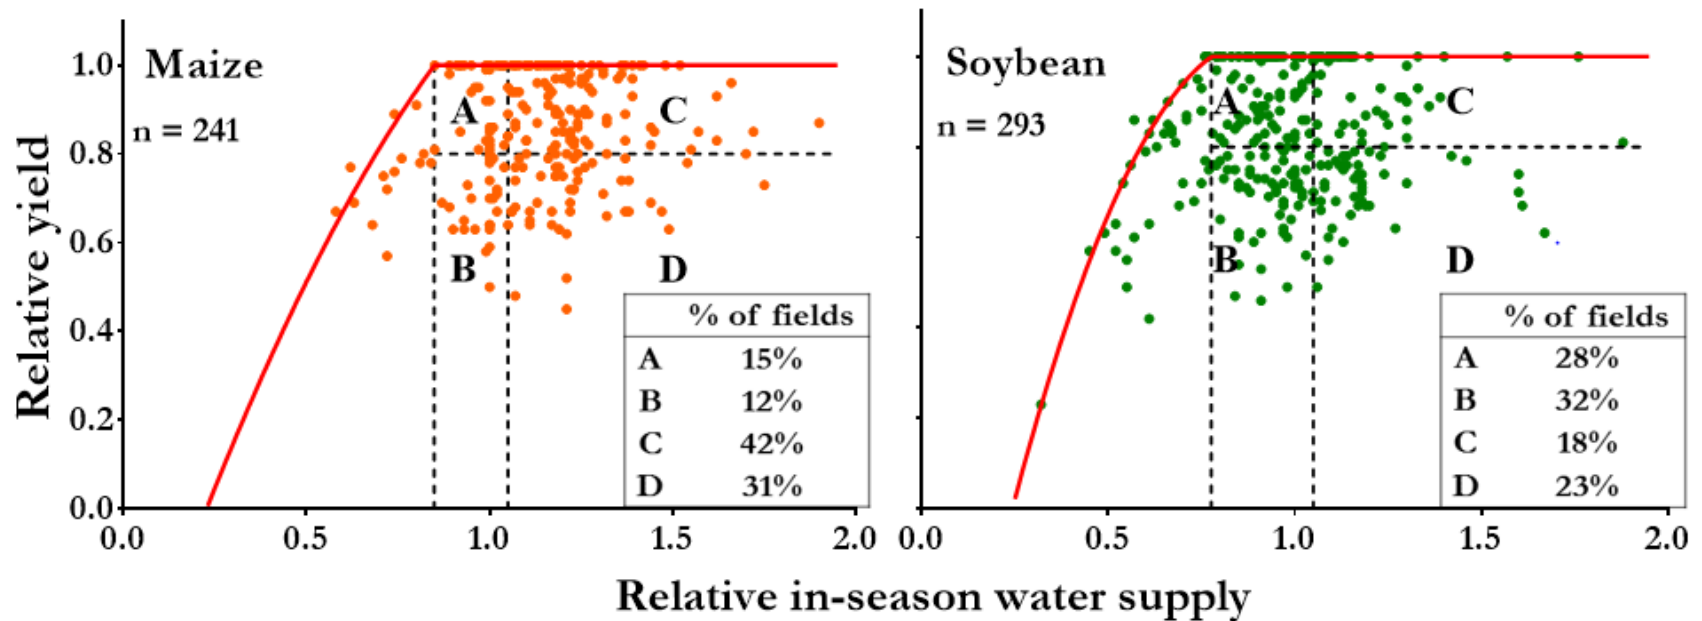 Maize
n = 241
Relative yield
1.0
0.8
0.6
0.4
0.2
0.0
A
B
C
D
% of fields
A 15%
B 12%
C 42%
D 31%
0.0 0.5 1.0 1.5 2.0
Soybean
n = 293
A
B
C
D
% of fields
A 28%
B 32%
C 18%
D 23%
0.0 0.5 1.0 1.5 2.0
Relative in-season water supply